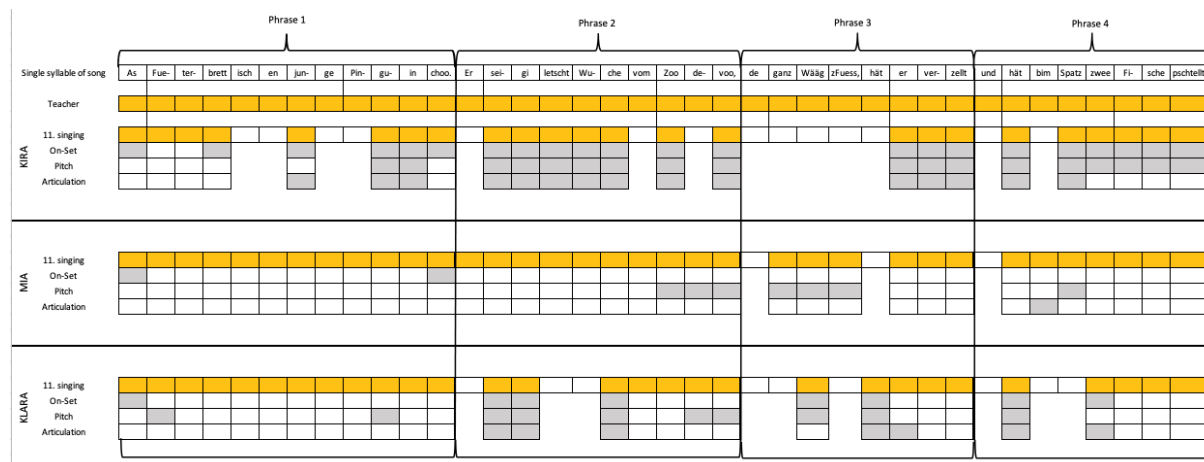 Phrase 1 Phrase 2 Phrase 3 Phrase 4
Single syllable of song As Fue- ter- brett isch en jun- ge Pin- gu- in choo. Er sei- gi letscht Wu- che vom Zoo de- voo, de ganz Wääg zFuess, hät er ver- zellt und hät bim Spatz zwee Fi- sche pschtellt
Teacher
KIRA
11. singing
On-Set
Pitch
Articulation
MIA
11. singing
On-Set
Pitch
Articulation
KLARA
11. singing
On-Set
Pitch
Articulation